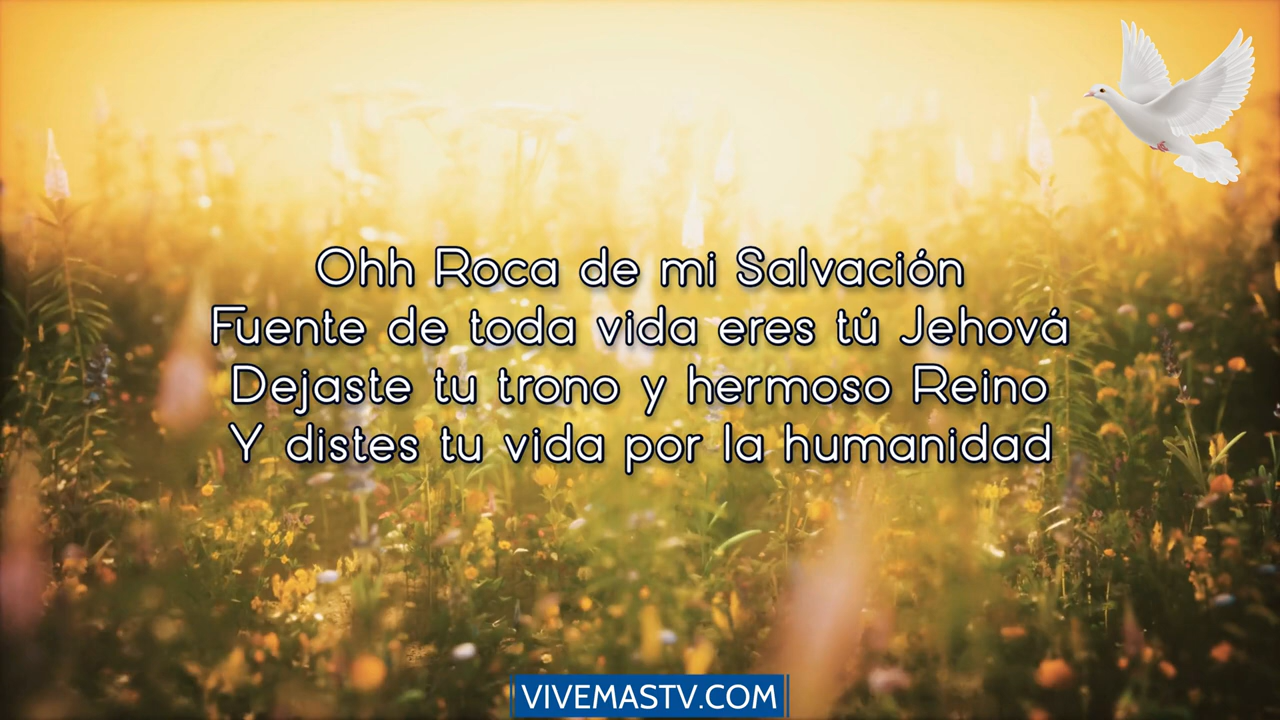 Ohh Roca de mi Salvación
Fuente de toda vida eres tú Jehová
Dejaste tu trono y hermoso Reino
Y distes tu vida por la humanidad
VIVEMASTV.COM